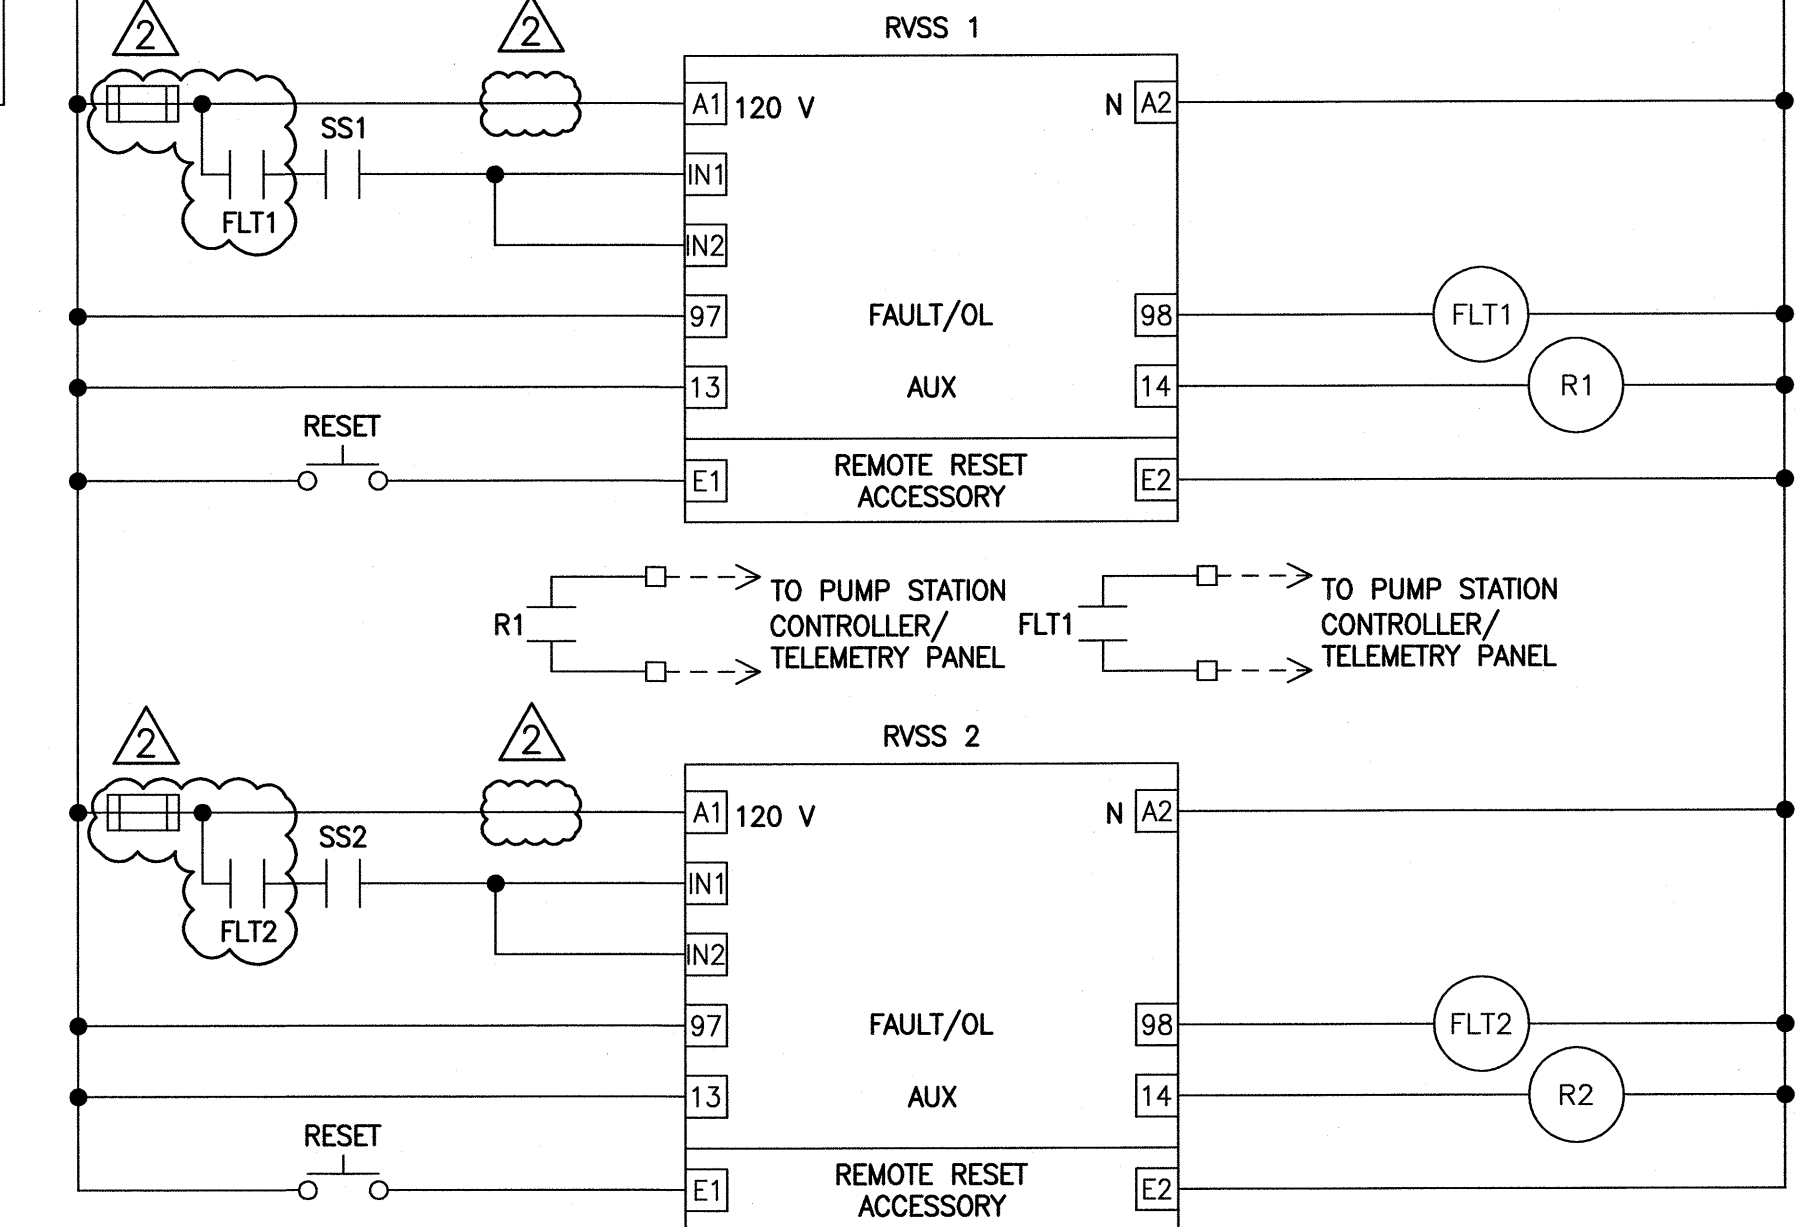 RVSS 1
2
2
A1 120 V
N A2
SS1
IN1
FLT1
IN2
97
FAULT/OL
98
FLT1
13
AUX
14
R1
RESET
E1
REMOTE RESET
ACCESSORY
E2
R1
TO PUMP STATION
CONTROLLER/
TELEMETRY PANEL
FLT1
TO PUMP STATION
CONTROLLER/
TELEMETRY PANEL
RVSS 2
2
2
A1 120 V
N A2
SS2
IN1
FLT2
IN2
97
FAULT/OL
98
FLT2
13
AUX
14
R2
RESET
E1
REMOTE RESET
ACCESSORY
E2